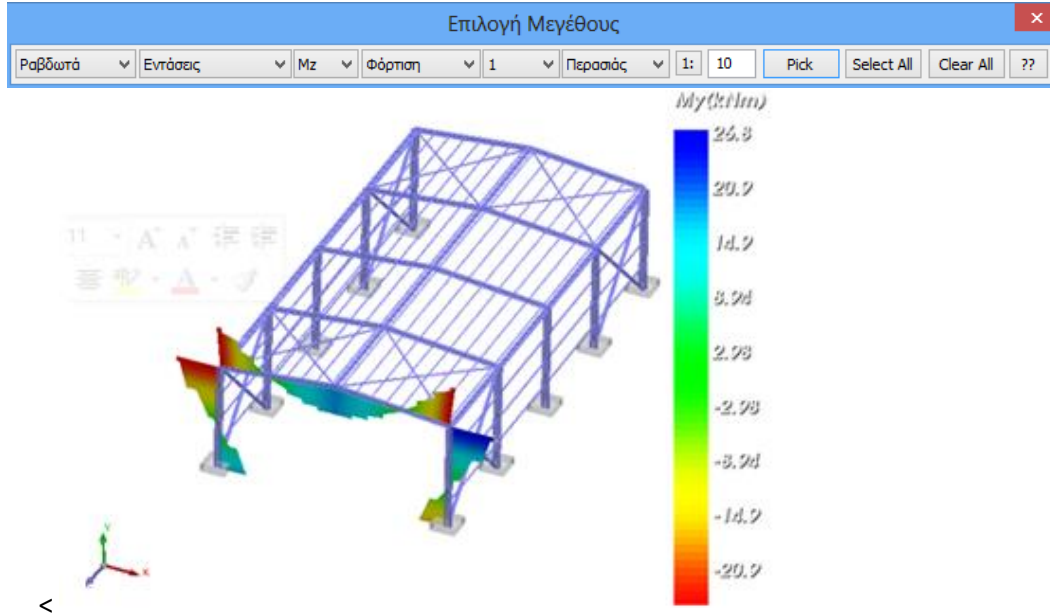 Επιλογή Μεγέθους
Ραβδωτά Εντάσεις Mz Φόρτιση 1 Περασιάς 1: 10 Pick Select All Clear All ??
My(kNm)
26.8
20.9
14.9
8.94
2.98
-2.98
-8.94
-14.9
-20.9
11 A A
A
Y
X
<